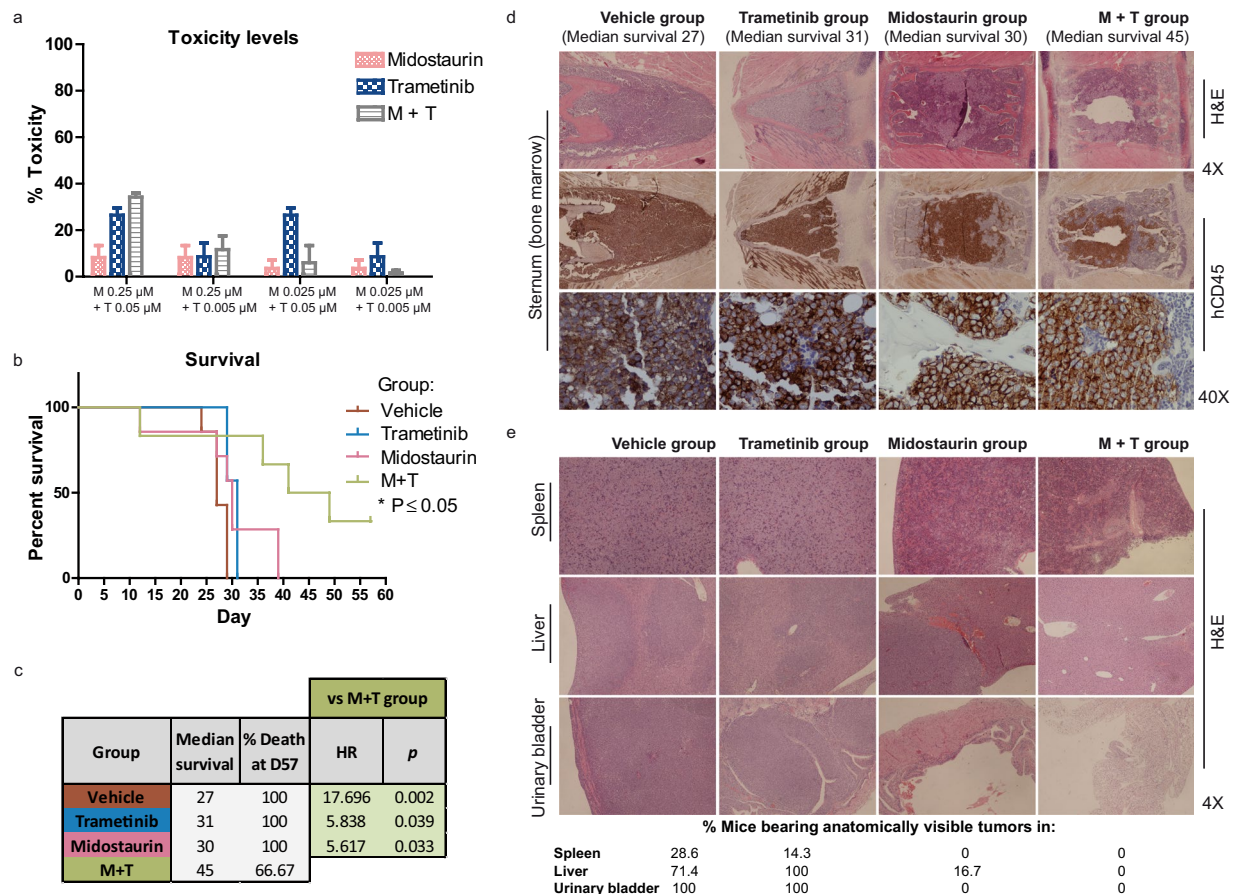 a
Toxicity levels
% Toxicity
100
80
60
40
20
0
Midostaurin
Trametinib
M + T
M 0.25 µM
+ T 0.05 µM
M 0.25 µM
+ T 0.005 µM
M 0.025 µM
+ T 0.05 µM
M 0.025 µM
+ T 0.005 µM
b
Survival
Percent survival
100
50
0
0 5 10 15 20 25 30 35 40 45 50 55 60
Day
Group:
Vehicle
Trametinib
Midostaurin
M+T
* P ≤ 0.05
c
vs M+T group
Group Median survival % Death at D57 HR p
Vehicle 27 100 17.696 0.002
Trametinib 31 100 5.838 0.039
Midostaurin 30 100 5.617 0.033
M+T 45 66.67
d
Vehicle group
(Median survival 27)
Trametinib group
(Median survival 31)
Midostaurin group
(Median survival 30)
M + T group
(Median survival 45)
Sternum (bone marrow)
H&E
4X
hCD45
40X
e
Vehicle group
Trametinib group
Midostaurin group
M + T group
Spleen
Liver
Urinary bladder
H&E
4X
% Mice bearing anatomically visible tumors in:
Spleen 28.6 14.3 0 0
Liver 71.4 100 16.7 0
Urinary bladder 100 100 0 0